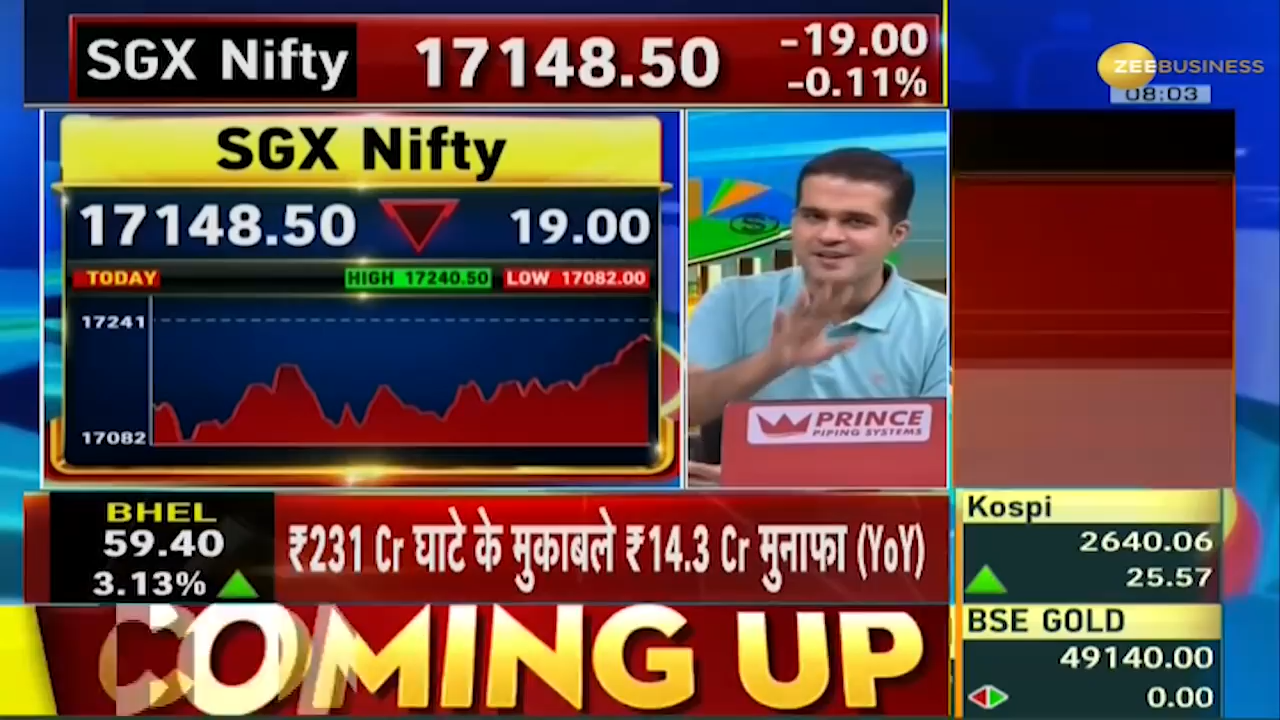 SGX Nifty
17148.50
-19.00
-0.11%
ZEEBUSINESS
08:03
SGX Nifty
17148.50
19.00
TODAY
HIGH 17240.50
LOW 17082.00
17241
17082
PRINCE
PIPING SYSTEMS
BHEL
59.40
3.13%
₹231 Cr घाटे के मुकाबले ₹14.3 Cr मुनाफा (YoY)
Kospi
2640.06
25.57
BSE GOLD
49140.00
0.00
COMING UP